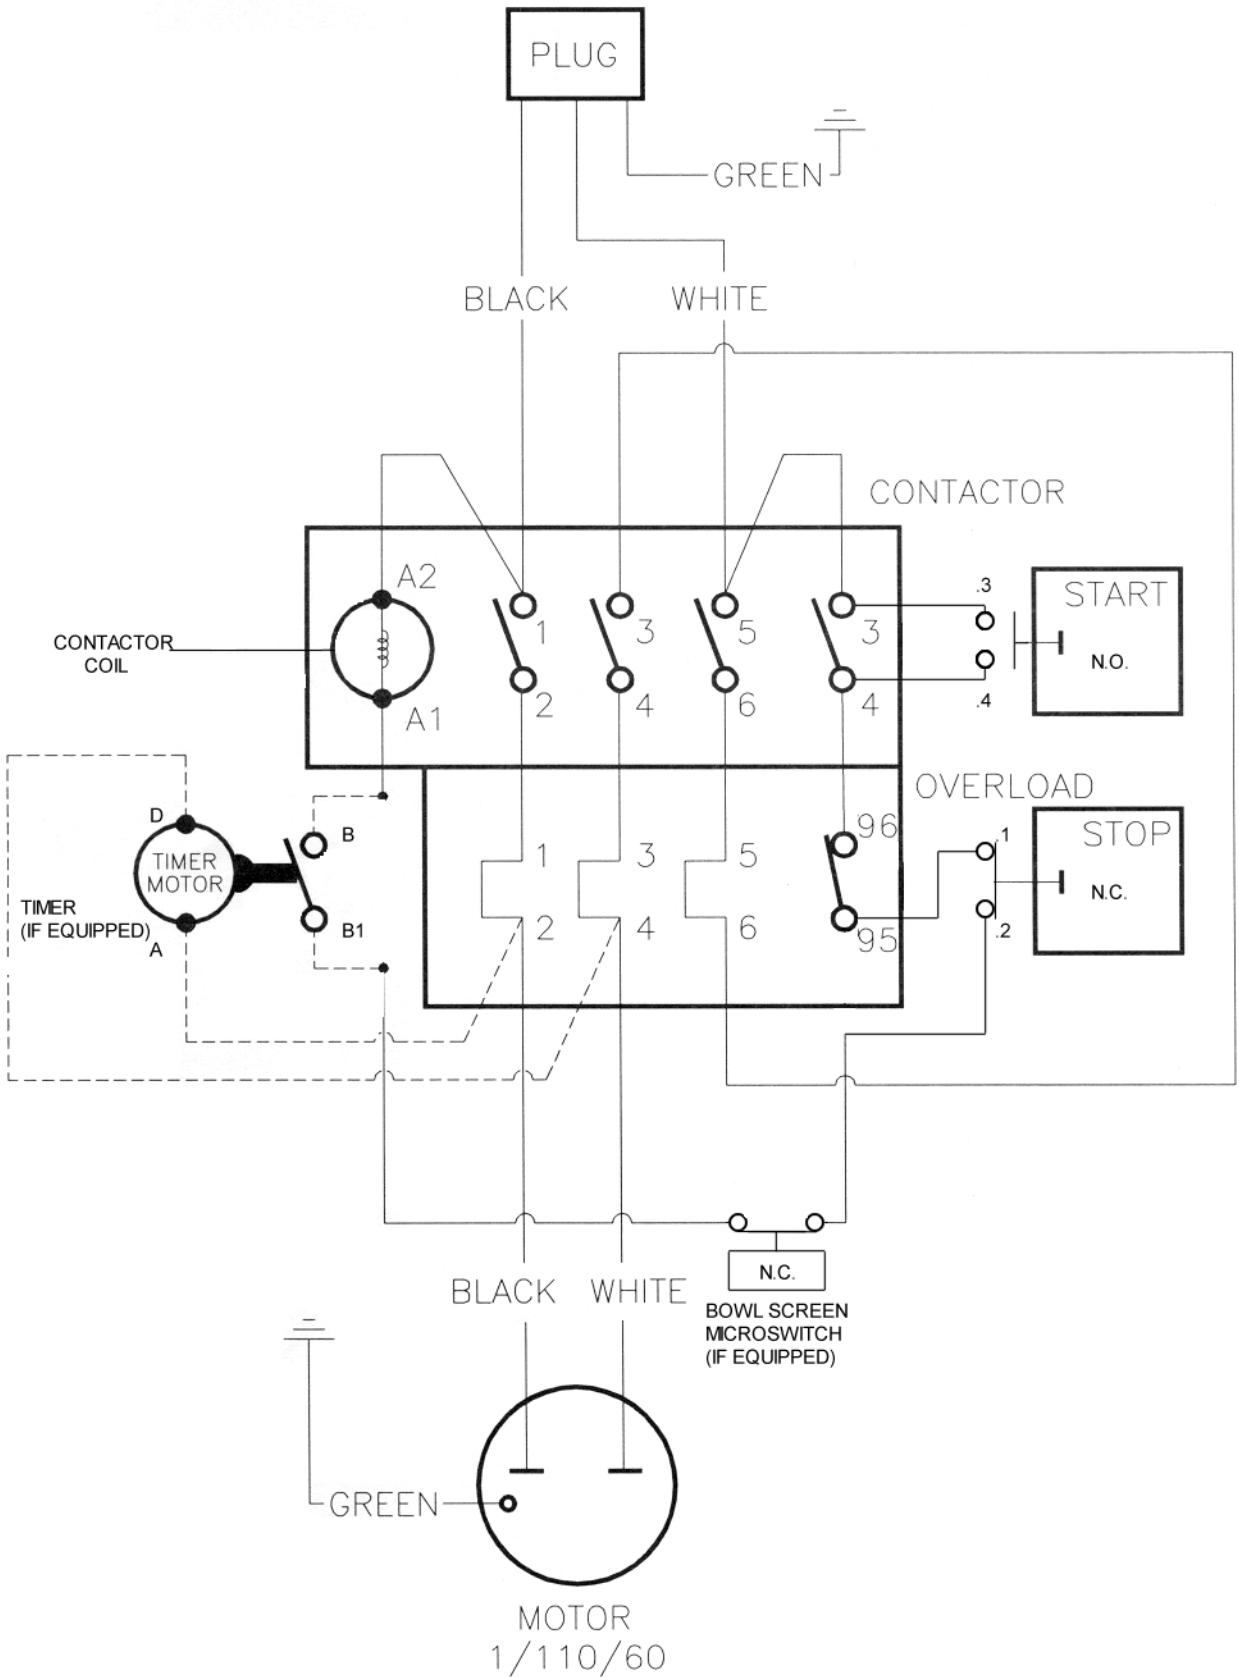 PLUG
GREEN
BLACK WHITE
CONTACTOR
A2
CONTACTOR
COIL
1 3 5 3
A1
2 4 6 4
.3
START
N.O.
.4
OVERLOAD
D
TIMER
MOTOR
B
TIMER
(IF EQUIPPED)
A
B1
1 3 5 96
2 4 6 95
.1
STOP
N.C.
.2
N.C.
BOWL SCREEN
MICROSWITCH
(IF EQUIPPED)
BLACK WHITE
GREEN
MOTOR
1/110/60